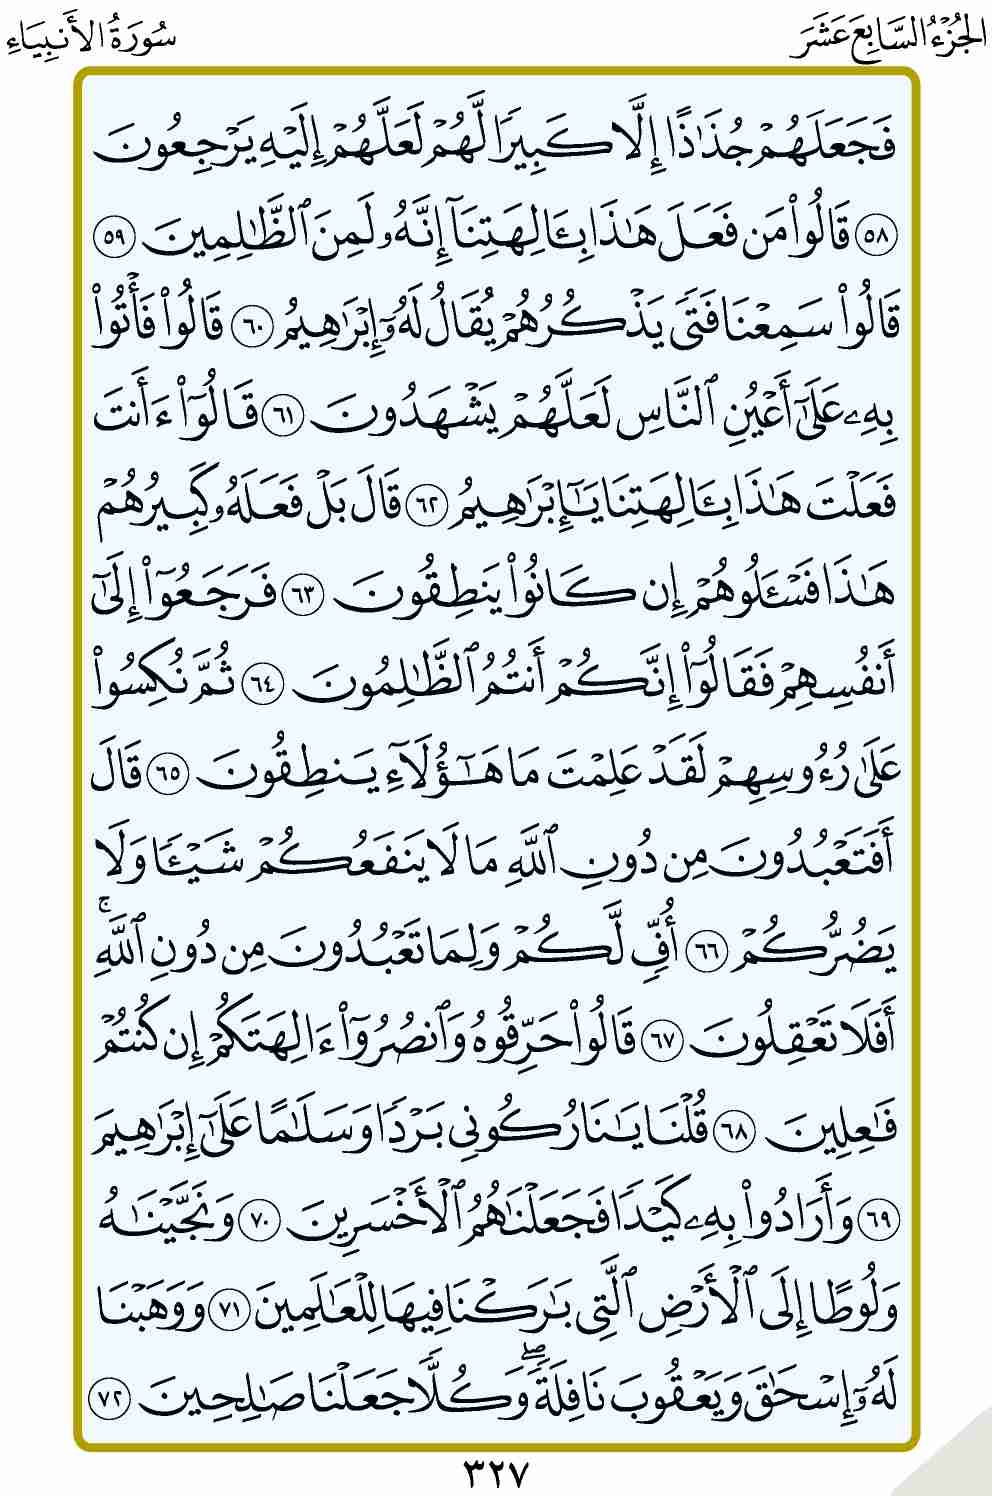 الجُزْءُ السَّابِعَ عَشَرَ
سُورَةُ الأَنبِيَاءِ
فَجَعَلَهُمْ جُذَٰذًا إِلَّا كَبِيرًا لَّهُمْ لَعَلَّهُمْ إِلَيْهِ يَرْجِعُونَ
٥٨ قَالُوا۟ مَن فَعَلَ هَٰذَا بِـَٔالِهَتِنَآ إِنَّهُۥ لَمِنَ ٱلظَّٰلِمِينَ ٥٩
قَالُوا۟ سَمِعْنَا فَتًى يَذْكُرُهُمْ يُقَالُ لَهُۥٓ إِبْرَٰهِيمُ ٦٠ قَالُوا۟ فَأْتُوا۟
بِهِۦ عَلَىٰٓ أَعْيُنِ ٱلنَّاسِ لَعَلَّهُمْ يَشْهَدُونَ ٦١ قَالُوٓا۟ ءَأَنتَ
فَعَلْتَ هَٰذَا بِـَٔالِهَتِنَا يَٰٓإِبْرَٰهِيمُ ٦٢ قَالَ بَلْ فَعَلَهُۥ كَبِيرُهُمْ
هَٰذَا فَسْـَٔلُوهُمْ إِن كَانُوا۟ يَنطِقُونَ ٦٣ فَرَجَعُوٓا۟ إِلَىٰٓ
أَنفُسِهِمْ فَقَالُوٓا۟ إِنَّكُمْ أَنتُمُ ٱلظَّٰلِمُونَ ٦٤ ثُمَّ نُكِسُوا۟
عَلَىٰ رُءُوسِهِمْ لَقَدْ عَلِمْتَ مَا هَٰٓؤُلَآءِ يَنطِقُونَ ٦٥ قَالَ
أَفَتَعْبُدُونَ مِن دُونِ ٱللَّهِ مَا لَا يَنفَعُكُمْ شَيْـًٔا وَلَا
يَضُرُّكُمْ ٦٦ أُفٍّ لَّكُمْ وَلِمَا تَعْبُدُونَ مِن دُونِ ٱللَّهِ ۚ
أَفَلَا تَعْقِلُونَ ٦٧ قَالُوا۟ حَرِّقُوهُ وَٱنصُرُوٓا۟ ءَالِهَتَكُمْ إِن كُنتُمْ
فَٰعِلِينَ ٦٨ قُلْنَا يَٰنَارُ كُونِى بَرْدًا وَسَلَٰمًا عَلَىٰٓ إِبْرَٰهِيمَ
٦٩ وَأَرَادُوا۟ بِهِۦ كَيْدًا فَجَعَلْنَٰهُمُ ٱلْأَخْسَرِينَ ٧٠ وَنَجَّيْنَٰهُ
وَلُوطًا إِلَى ٱلْأَرْضِ ٱلَّتِى بَٰرَكْنَا فِيهَا لِلْعَٰلَمِينَ ٧١ وَوَهَبْنَا
لَهُۥٓ إِسْحَٰقَ وَيَعْقُوبَ نَافِلَةً ۖ وَكُلًّا جَعَلْنَا صَٰلِحِينَ ٧٢
٣٢٧